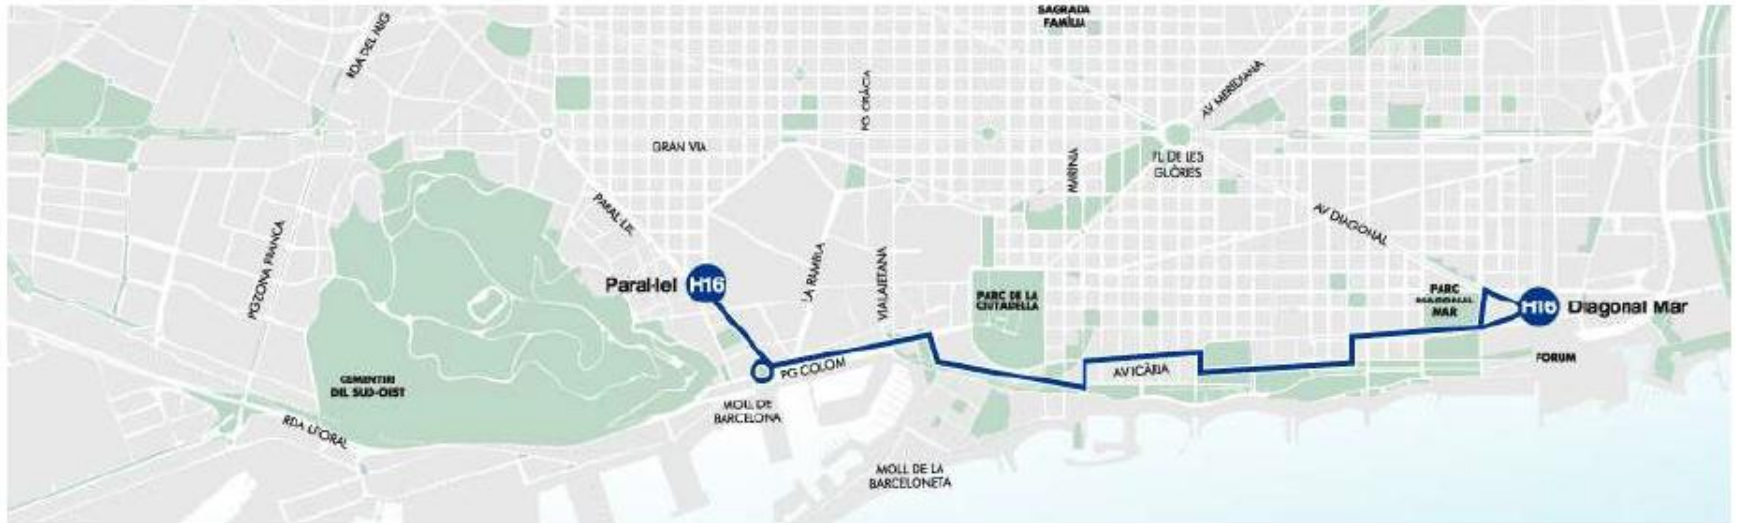 SAGRADA
FAMÍLIA
RDA DEL MIG
PG GRÀCIA
AV MERIDIANA
GRAN VIA
MARINA
PL DE LES
GLÒRIES
PARAL·LEL
AV DIAGONAL
PG ZONA FRANCA
LA RAMBLA
VIA LAIETANA
Paral·lel H16
PARC DE LA
CIUTADELLA
PARC
DIAGONAL
MAR
H16 Diagonal Mar
FORUM
PG COLOM
AV ICÀRIA
CEMENTIRI
DEL SUD-OEST
MOLL DE
BARCELONA
RDA LITORAL
MOLL DE LA
BARCELONETA